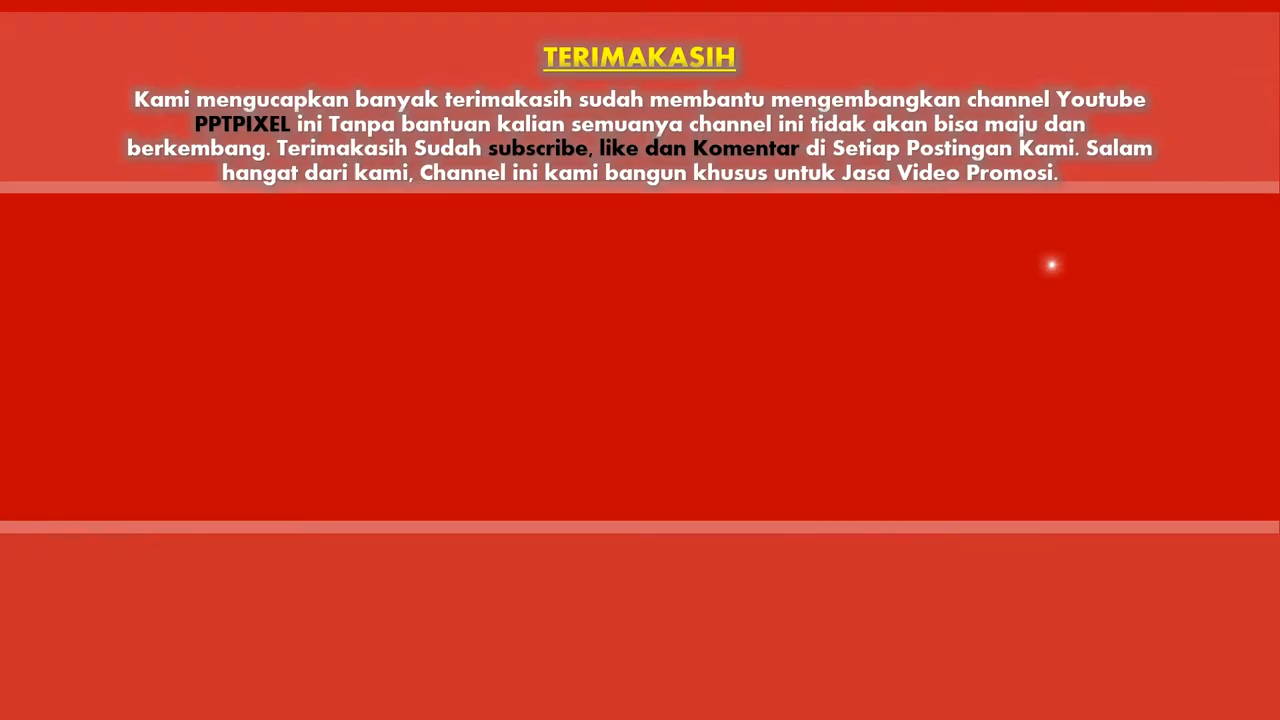 TERIMAKASIH
Kami mengucapkan banyak terimakasih sudah membantu mengembangkan channel Youtube
PPTPIXEL ini Tanpa bantuan kalian semuanya channel ini tidak akan bisa maju dan
berkembang. Terimakasih Sudah subscribe, like dan Komentar di Setiap Postingan Kami. Salam
hangat dari kami, Channel ini kami bangun khusus untuk Jasa Video Promosi.